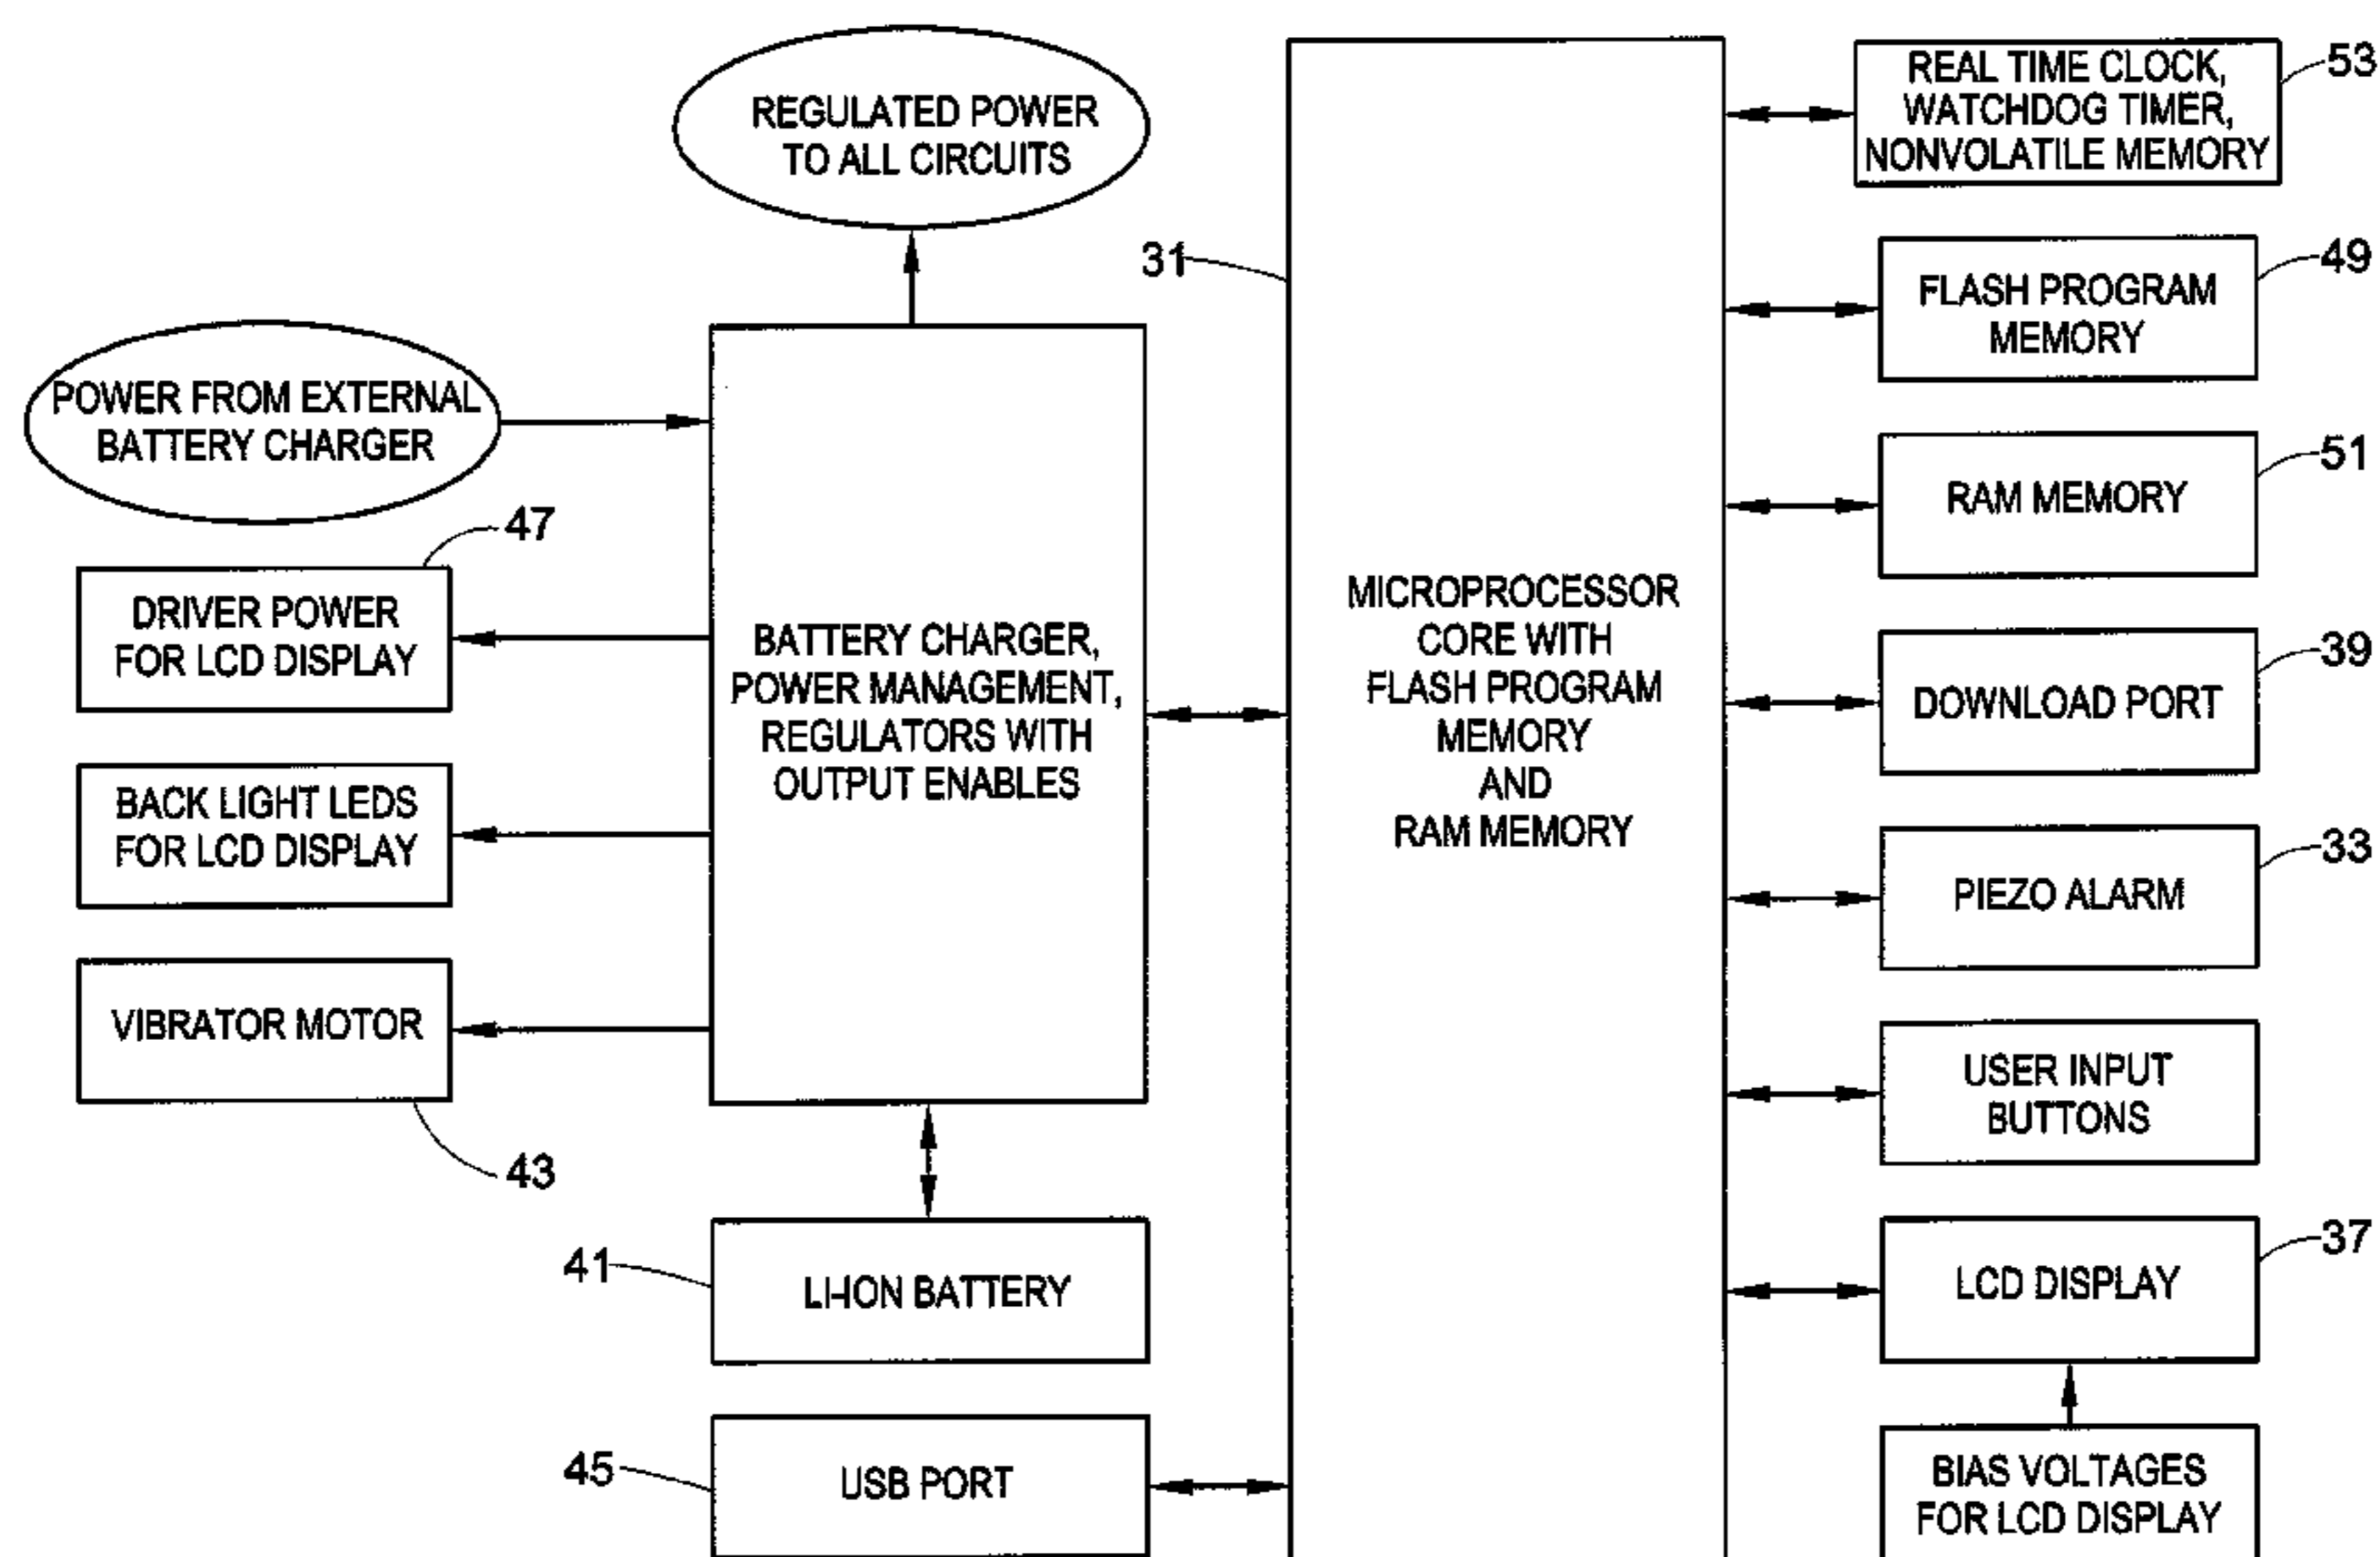 REGULATED POWER
TO ALL CIRCUITS
POWER FROM EXTERNAL
BATTERY CHARGER
47
DRIVER POWER
FOR LCD DISPLAY
BACK LIGHT LEDS
FOR LCD DISPLAY
VIBRATOR MOTOR
43
BATTERY CHARGER,
POWER MANAGEMENT,
REGULATORS WITH
OUTPUT ENABLES
41
LI-ION BATTERY
45
USB PORT
31
MICROPROCESSOR
CORE WITH
FLASH PROGRAM
MEMORY
AND
RAM MEMORY
REAL TIME CLOCK,
WATCHDOG TIMER,
NONVOLATILE MEMORY
53
FLASH PROGRAM
MEMORY
49
RAM MEMORY
51
DOWNLOAD PORT
39
PIEZO ALARM
33
USER INPUT
BUTTONS
LCD DISPLAY
37
BIAS VOLTAGES
FOR LCD DISPLAY